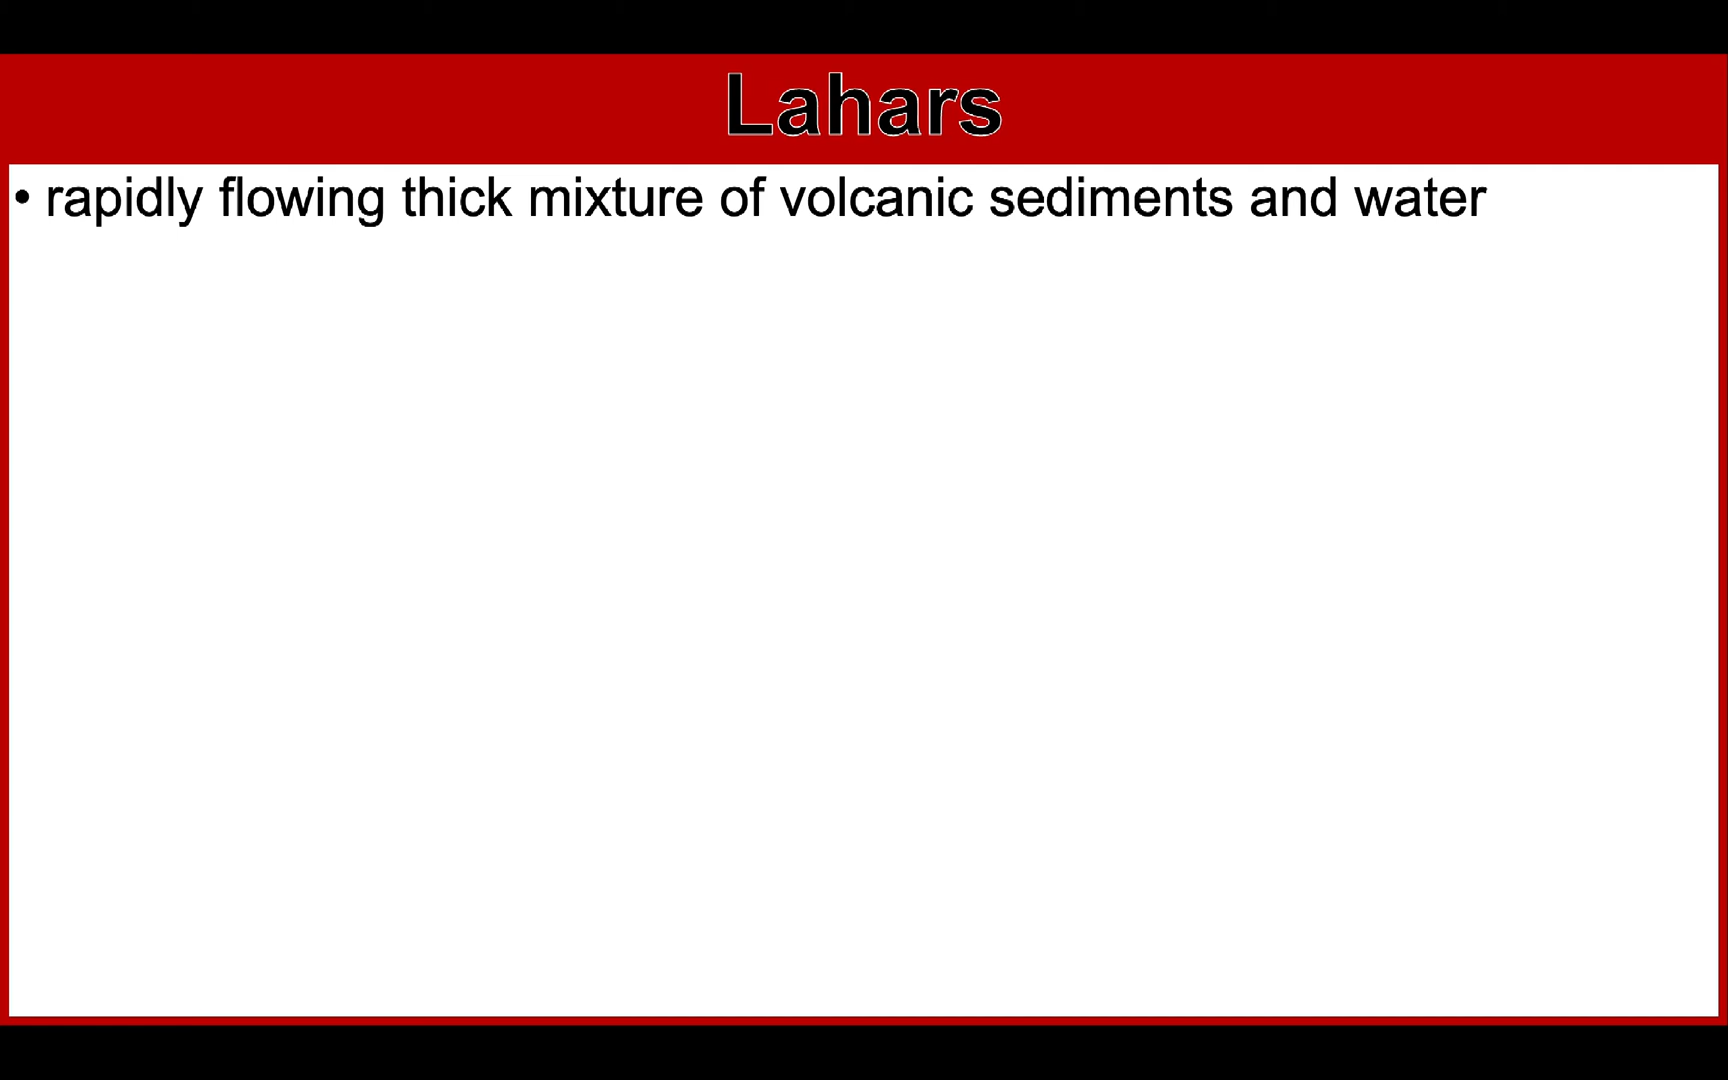 Lahars
• rapidly flowing thick mixture of volcanic sediments and water